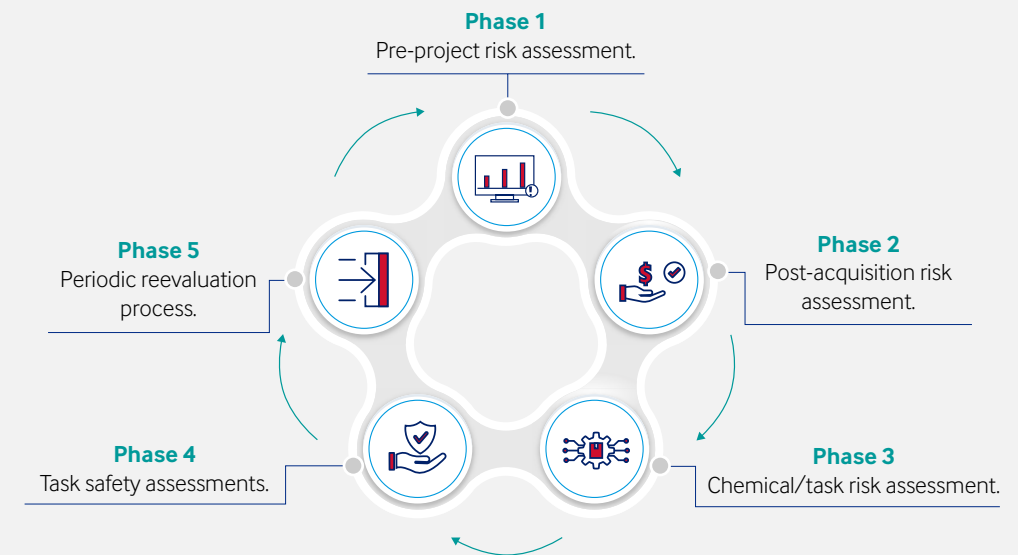 Phase 1
Pre-project risk assessment.
Phase 2
Post-acquisition risk
assessment.
Phase 3
Chemical/task risk assessment.
Phase 4
Task safety assessments.
Phase 5
Periodic reevaluation
process.